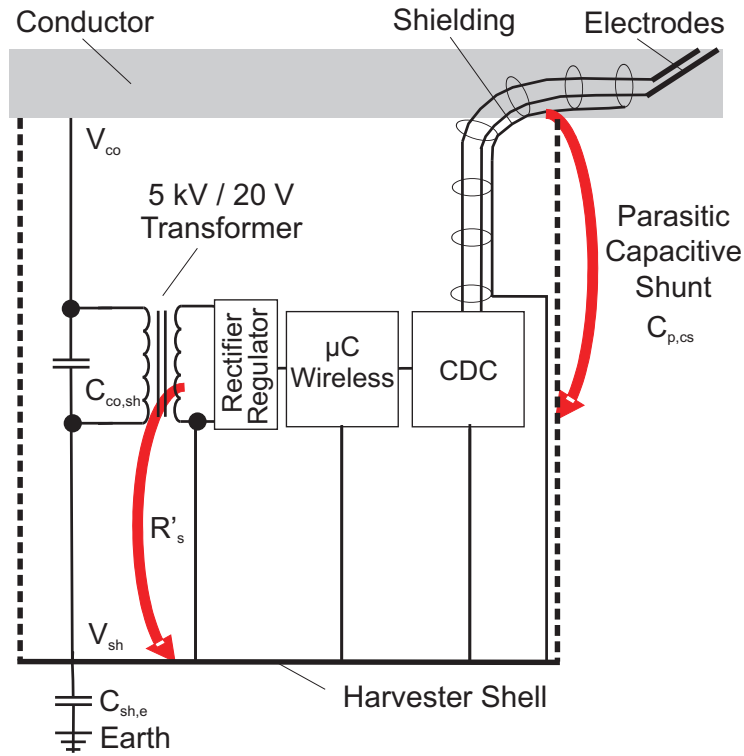 Conductor
Shielding
Electrodes
V_co
5 kV / 20 V
Transformer
Parasitic
Capacitive
Shunt
C_p,cs
Rectifier
Regulator
µC
Wireless
CDC
C_co,sh
R'_s
V_sh
Harvester Shell
C_sh,e
Earth